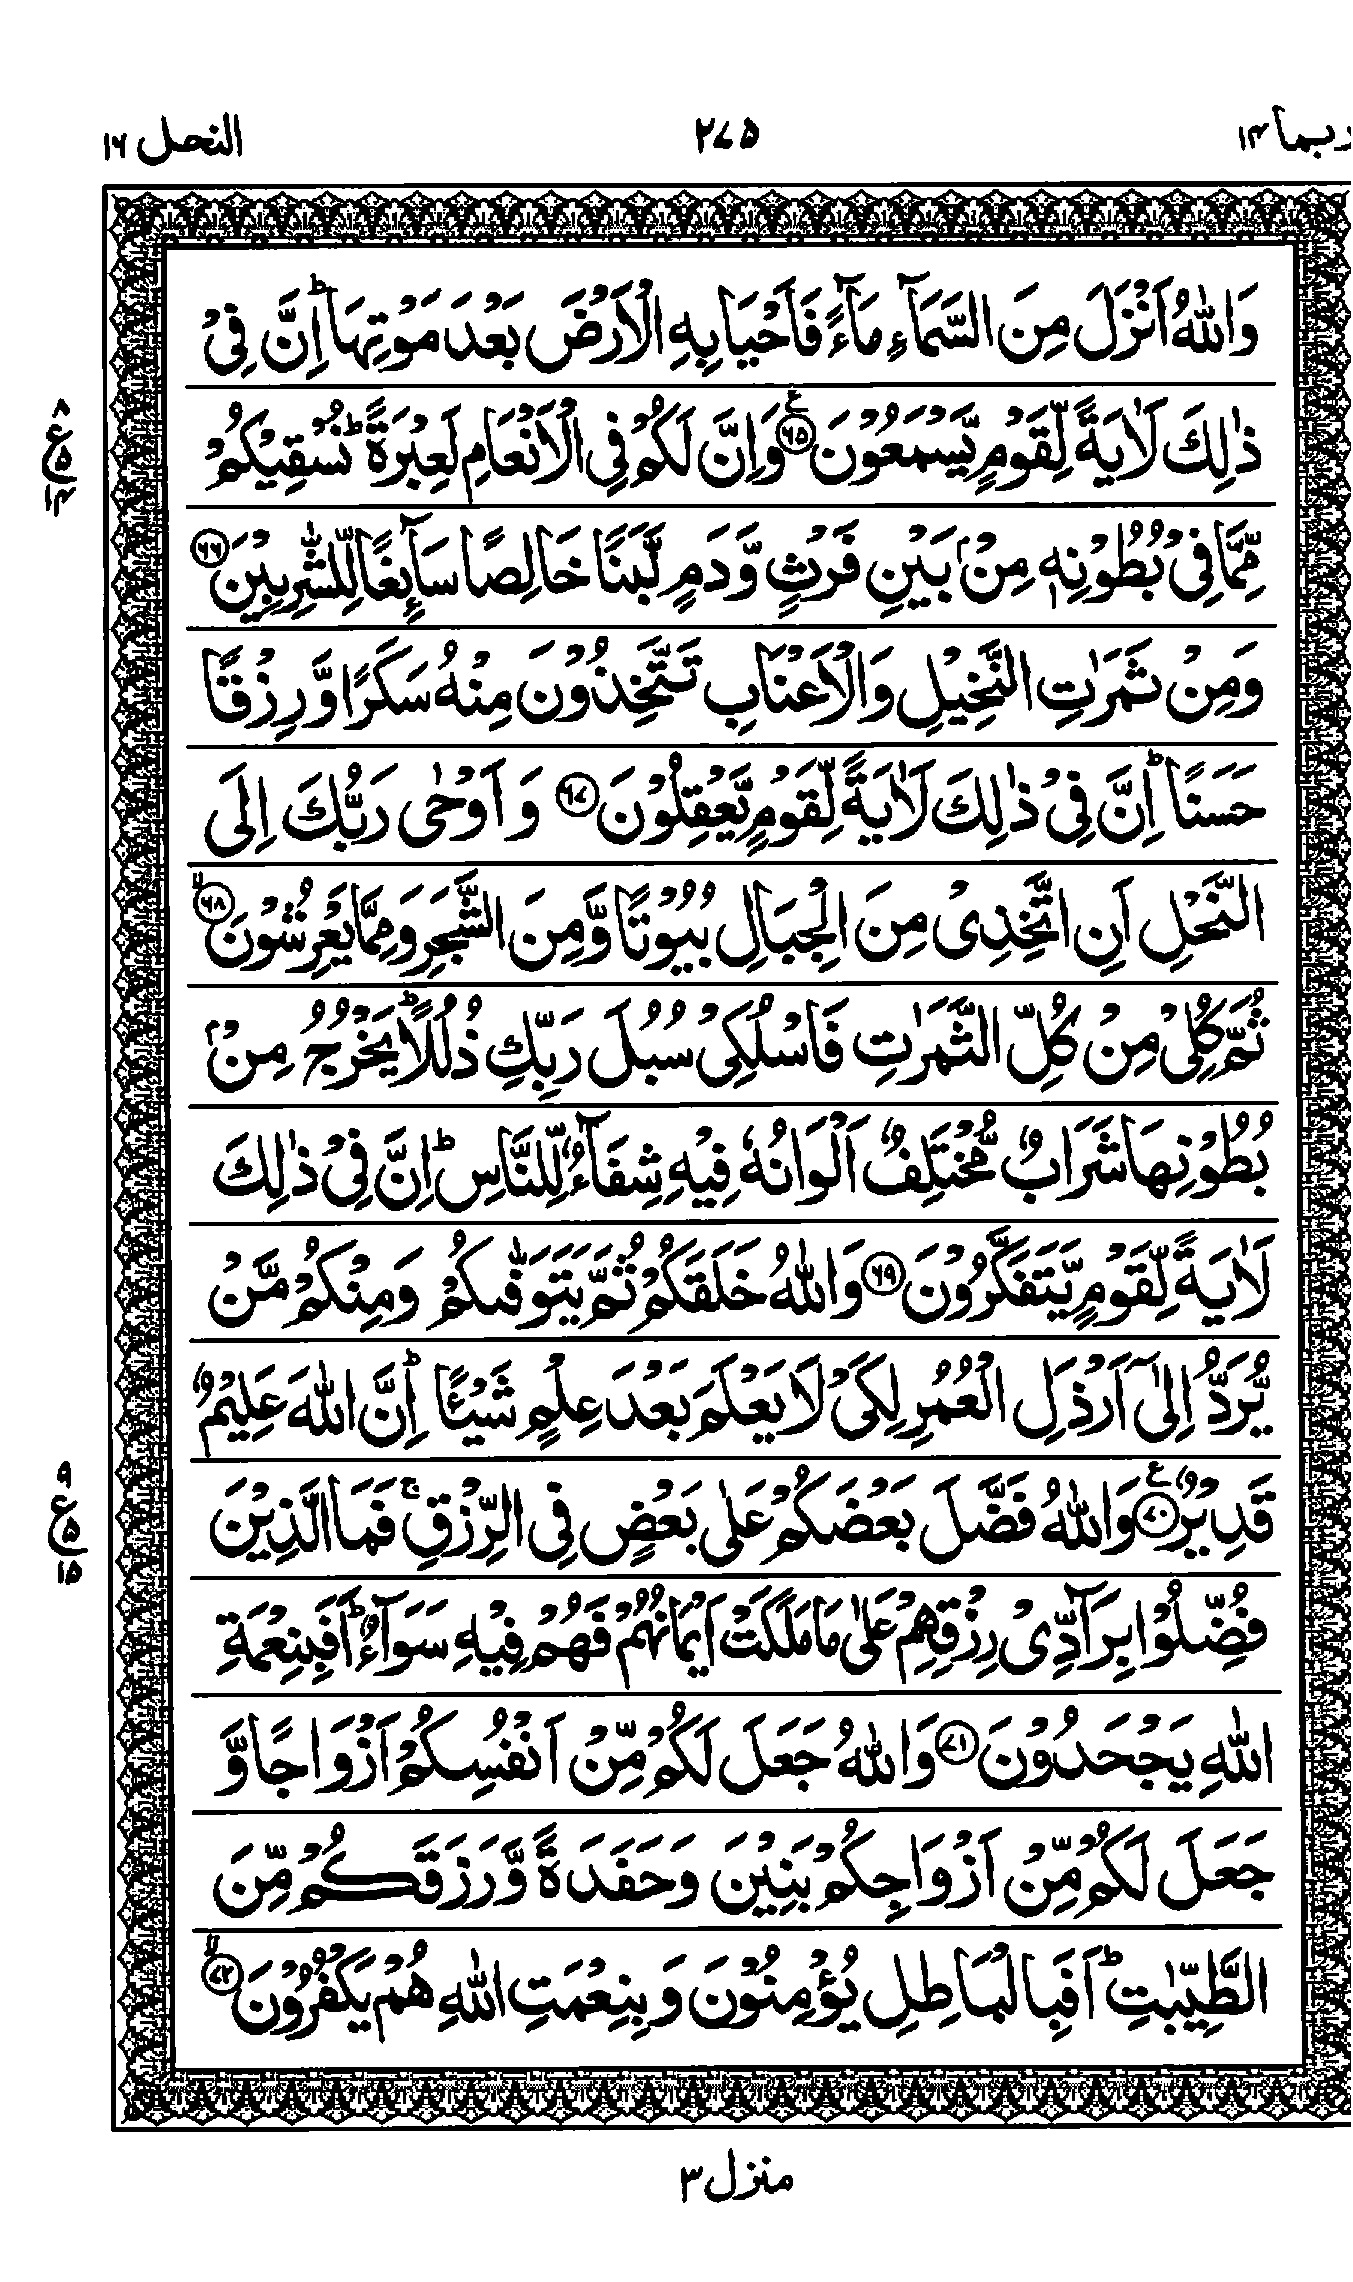 ربما ١٤
٢٧٥
النحل ١٦
وَاللّٰهُ اَنْزَلَ مِنَ السَّمَآءِ مَآءً فَاَحْيَا بِهِ الْاَرْضَ بَعْدَ مَوْتِهَا ؕ اِنَّ فِىْ
ذٰلِكَ لَاٰيَةً لِّقَوْمٍ يَّسْمَعُوْنَ ﴿٦٥﴾ ع وَاِنَّ لَكُمْ فِى الْاَنْعَامِ لَعِبْرَةً ؕ نُسْقِيْكُمْ
٨ ع ٥ ١٤
مِّمَّا فِىْ بُطُوْنِهٖ مِنْۢ بَيْنِ فَرْثٍ وَّدَمٍ لَّبَنًا خَالِصًا سَآئِغًا لِّلشّٰرِبِيْنَ ﴿٦٦﴾
وَمِنْ ثَمَرٰتِ النَّخِيْلِ وَالْاَعْنَابِ تَتَّخِذُوْنَ مِنْهُ سَكَرًا وَّرِزْقًا
حَسَنًا ؕ اِنَّ فِىْ ذٰلِكَ لَاٰيَةً لِّقَوْمٍ يَّعْقِلُوْنَ ﴿٦٧﴾ وَاَوْحٰى رَبُّكَ اِلَى
النَّحْلِ اَنِ اتَّخِذِىْ مِنَ الْجِبَالِ بُيُوْتًا وَّمِنَ الشَّجَرِ وَمِمَّا يَعْرِشُوْنَ ﴿٦٨﴾ۙ
ثُمَّ كُلِىْ مِنْ كُلِّ الثَّمَرٰتِ فَاسْلُكِىْ سُبُلَ رَبِّكِ ذُلُلًا ؕ يَخْرُجُ مِنْۢ
بُطُوْنِهَا شَرَابٌ مُّخْتَلِفٌ اَلْوَانُهٗ فِيْهِ شِفَآءٌ لِّلنَّاسِ ؕ اِنَّ فِىْ ذٰلِكَ
لَاٰيَةً لِّقَوْمٍ يَّتَفَكَّرُوْنَ ﴿٦٩﴾ وَاللّٰهُ خَلَقَكُمْ ثُمَّ يَتَوَفّٰىكُمْ وَمِنْكُمْ مَّنْ
يُّرَدُّ اِلٰٓى اَرْذَلِ الْعُمُرِ لِكَىْ لَا يَعْلَمَ بَعْدَ عِلْمٍ شَيْئًا ؕ اِنَّ اللّٰهَ عَلِيْمٌ
قَدِيْرٌ ﴿٧٠﴾ ع وَاللّٰهُ فَضَّلَ بَعْضَكُمْ عَلٰى بَعْضٍ فِى الرِّزْقِ ۚ فَمَا الَّذِيْنَ
٩ ع ٥ ١٥
فُضِّلُوْا بِرَآدِّىْ رِزْقِهِمْ عَلٰى مَا مَلَكَتْ اَيْمَانُهُمْ فَهُمْ فِيْهِ سَوَآءٌ ؕ اَفَبِنِعْمَةِ
اللّٰهِ يَجْحَدُوْنَ ﴿٧١﴾ وَاللّٰهُ جَعَلَ لَكُمْ مِّنْ اَنْفُسِكُمْ اَزْوَاجًا وَّ
جَعَلَ لَكُمْ مِّنْ اَزْوَاجِكُمْ بَنِيْنَ وَحَفَدَةً وَّرَزَقَكُمْ مِّنَ
الطَّيِّبٰتِ ؕ اَفَبِالْبَاطِلِ يُؤْمِنُوْنَ وَبِنِعْمَتِ اللّٰهِ هُمْ يَكْفُرُوْنَ ﴿٧٢﴾ۙ
منزل ٣